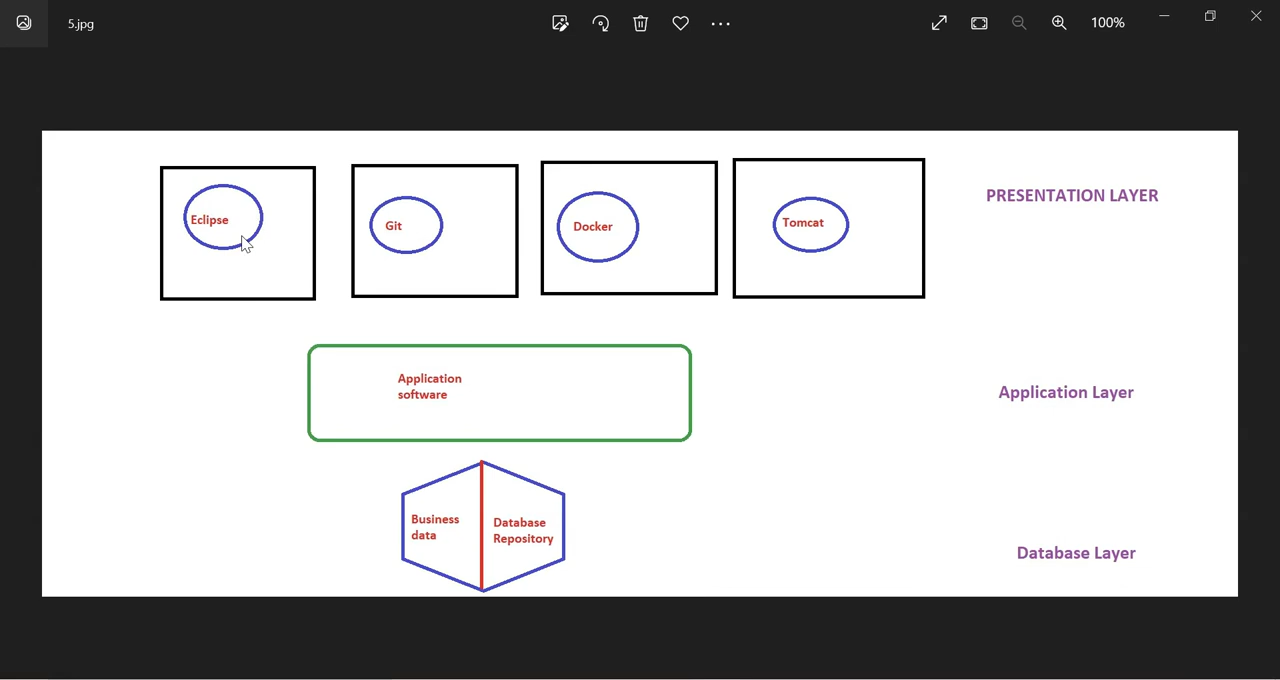 5.jpg
100%
Eclipse
Git
Docker
Tomcat
PRESENTATION LAYER
Application
software
Application Layer
Business
data
Database
Repository
Database Layer